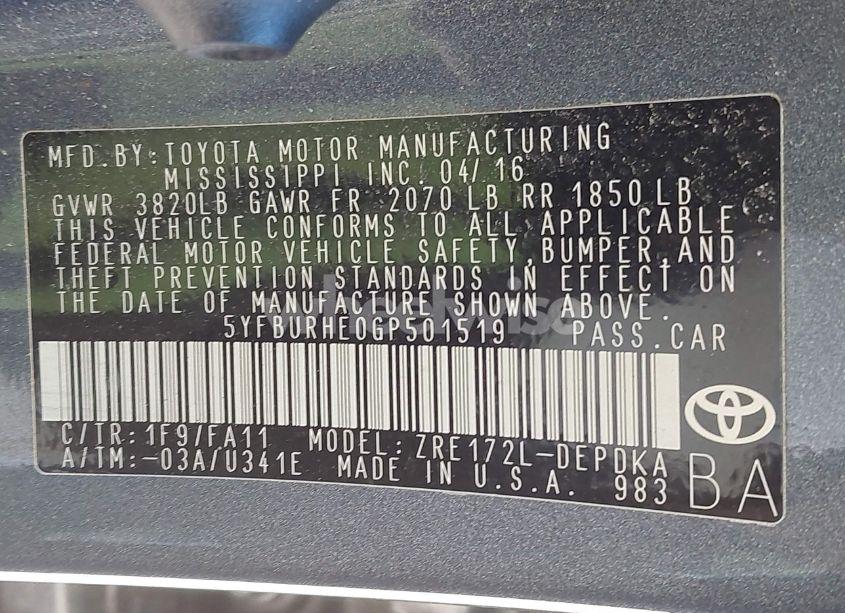 MFD.BY:TOYOTA MOTOR MANUFACTURING
MISSISSIPPI INC. 04/16
GVWR 3820LB GAWR FR 2070 LB RR 1850 LB
THIS VEHICLE CONFORMS TO ALL APPLICABLE
FEDERAL MOTOR VEHICLE SAFETY,BUMPER,AND
THEFT PREVENTION STANDARDS IN EFFECT ON
THE DATE OF MANUFACTURE SHOWN ABOVE.
5YFBURHE0GP501519 PASS.CAR
C/TR:1F9/FA11 MODEL:ZRE172L-DEPDKA
A/TM:-03A/U341E MADE IN U.S.A. 983
BA